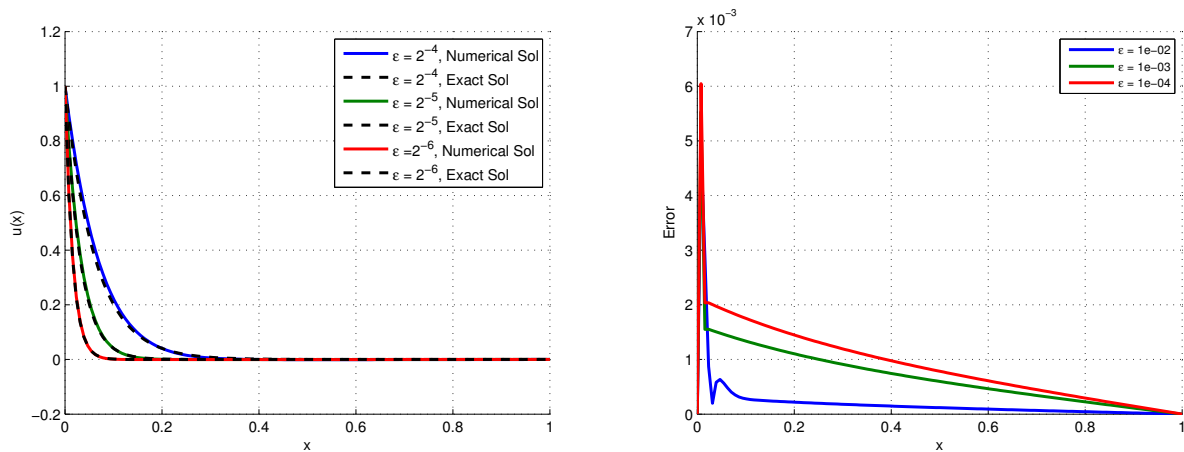 1.2
1
0.8
0.6
0.4
0.2
0
−0.2
u(x)
0
0.2
0.4
0.6
0.8
1
x
ε = 2⁻⁴, Numerical Sol
ε = 2⁻⁴, Exact Sol
ε = 2⁻⁵, Numerical Sol
ε = 2⁻⁵, Exact Sol
ε =2⁻⁶, Numerical Sol
ε = 2⁻⁶, Exact Sol
x 10⁻³
7
6
5
4
3
2
1
0
Error
0
0.2
0.4
0.6
0.8
1
x
ε = 1e−02
ε = 1e−03
ε = 1e−04